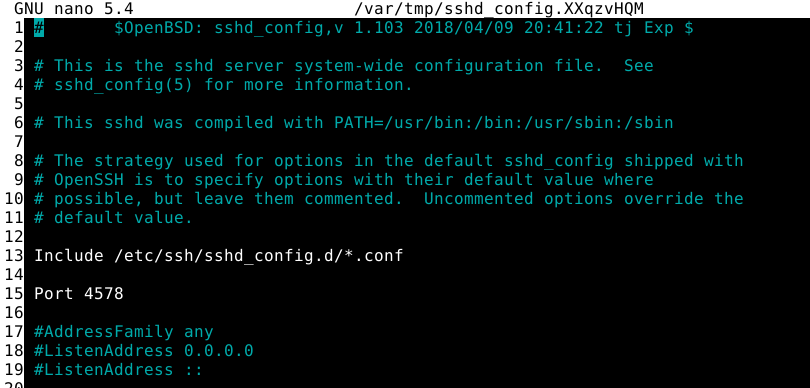 GNU nano 5.4 /var/tmp/sshd_config.XXqzvHQM
1 # $OpenBSD: sshd_config,v 1.103 2018/04/09 20:41:22 tj Exp $
2
3 # This is the sshd server system-wide configuration file.  See
4 # sshd_config(5) for more information.
5
6 # This sshd was compiled with PATH=/usr/bin:/bin:/usr/sbin:/sbin
7
8 # The strategy used for options in the default sshd_config shipped with
9 # OpenSSH is to specify options with their default value where
10 # possible, but leave them commented.  Uncommented options override the
11 # default value.
12
13 Include /etc/ssh/sshd_config.d/*.conf
14
15 Port 4578
16
17 #AddressFamily any
18 #ListenAddress 0.0.0.0
19 #ListenAddress ::
20